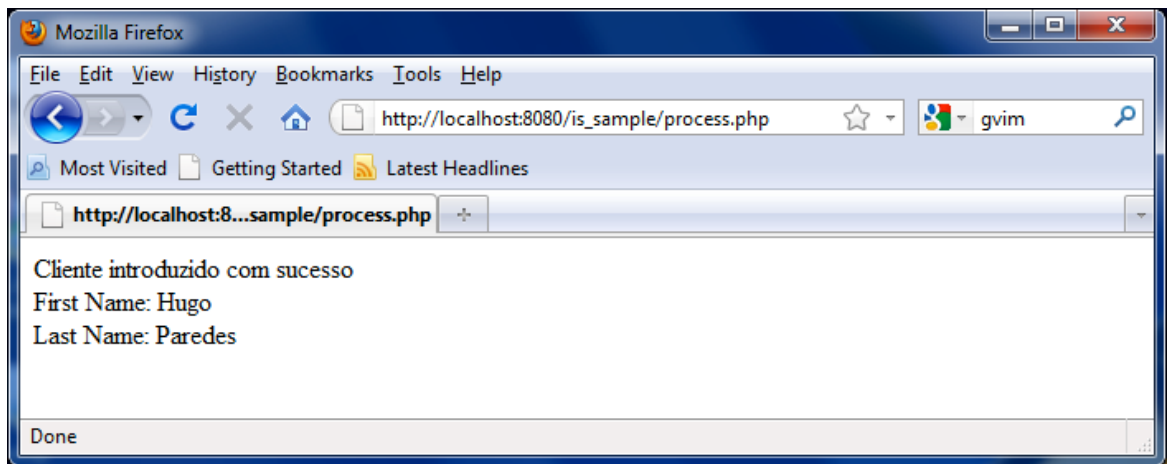 Mozilla Firefox
File Edit View History Bookmarks Tools Help
http://localhost:8080/is_sample/process.php gvim
Most Visited Getting Started Latest Headlines
http://localhost:8...sample/process.php
Cliente introduzido com sucesso
First Name: Hugo
Last Name: Paredes
Done